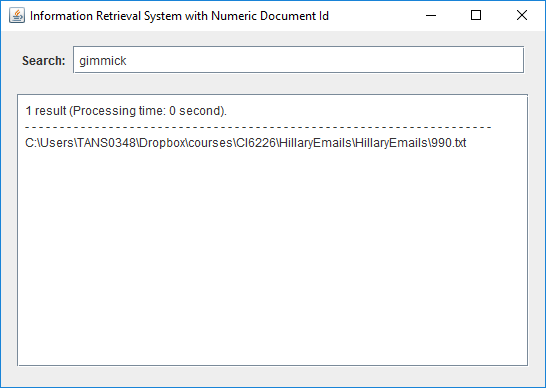 Information Retrieval System with Numeric Document Id
Search: gimmick
1 result (Processing time: 0 second).
- - - - - - - - - - - - - - - - - - - - - - - - - - - - - - - - - - - - - - - - - - - - - - - - - - - - - - - - - - - - - -
C:\Users\TANS0348\Dropbox\courses\CI6226\HillaryEmails\HillaryEmails\990.txt